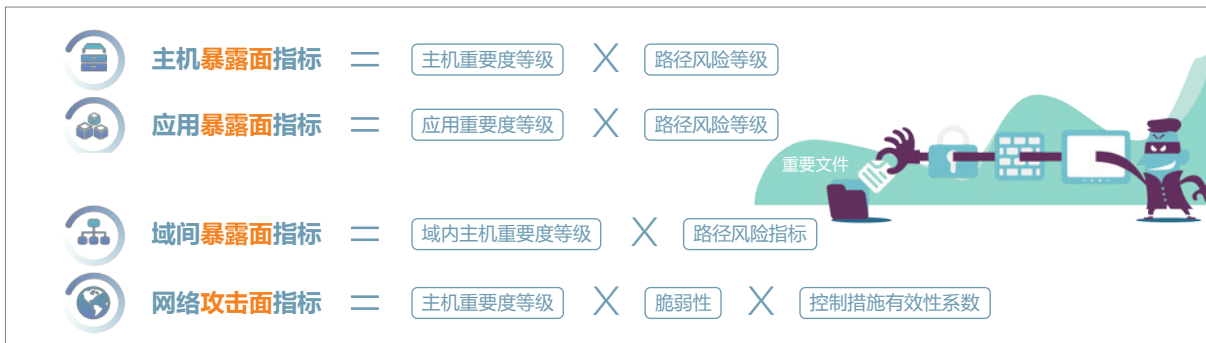 主机暴露面指标 = 主机重要度等级 X 路径风险等级
应用暴露面指标 = 应用重要度等级 X 路径风险等级
重要文件
域间暴露面指标 = 域内主机重要度等级 X 路径风险指标
网络攻击面指标 = 主机重要度等级 X 脆弱性 X 控制措施有效性系数